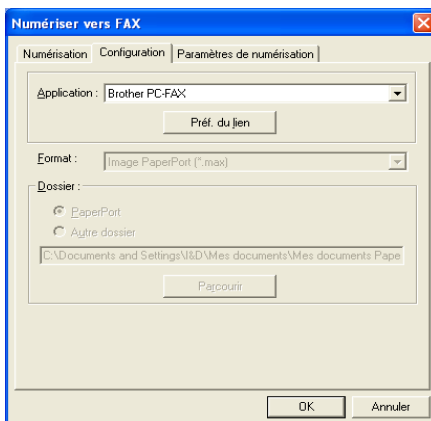 Numériser vers FAX
Numérisation Configuration Paramètres de numérisation
Application : Brother PC-FAX
Préf. du lien
Format : Image PaperPort (*.max)
Dossier :
PaperPort
Autre dossier
C:\Documents and Settings\I&D\Mes documents\Mes documents Pape
Parcourir
OK Annuler